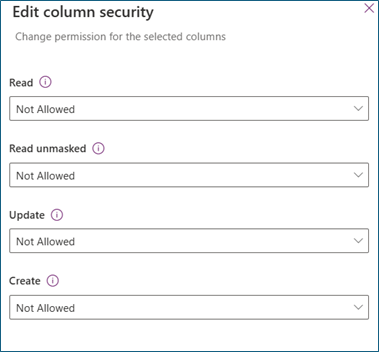 Edit column security
Change permission for the selected columns
Read
Not Allowed
Read unmasked
Not Allowed
Update
Not Allowed
Create
Not Allowed